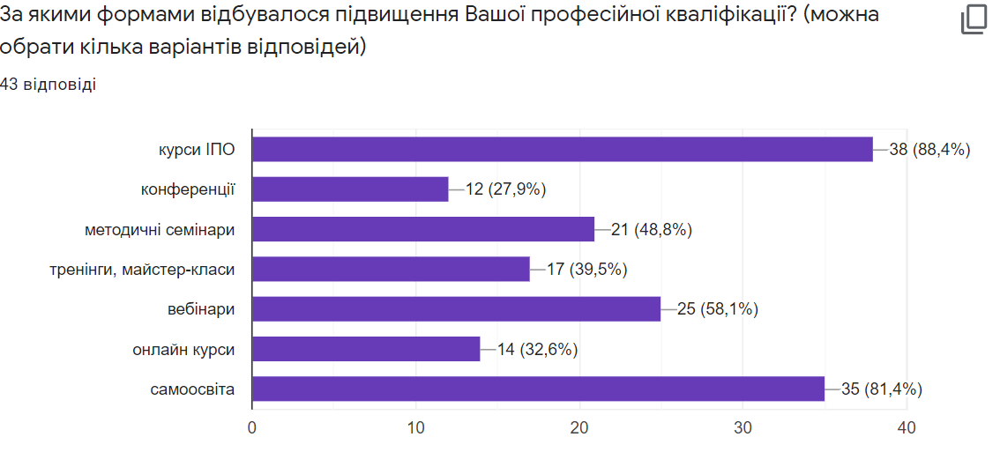 За якими формами відбувалося підвищення Вашої професійної кваліфікації? (можна
обрати кілька варіантів відповідей)
43 відповіді
курси ІПО 38 (88,4%)
конференції 12 (27,9%)
методичні семінари 21 (48,8%)
тренінги, майстер-класи 17 (39,5%)
вебінари 25 (58,1%)
онлайн курси 14 (32,6%)
самоосвіта 35 (81,4%)
0 10 20 30 40